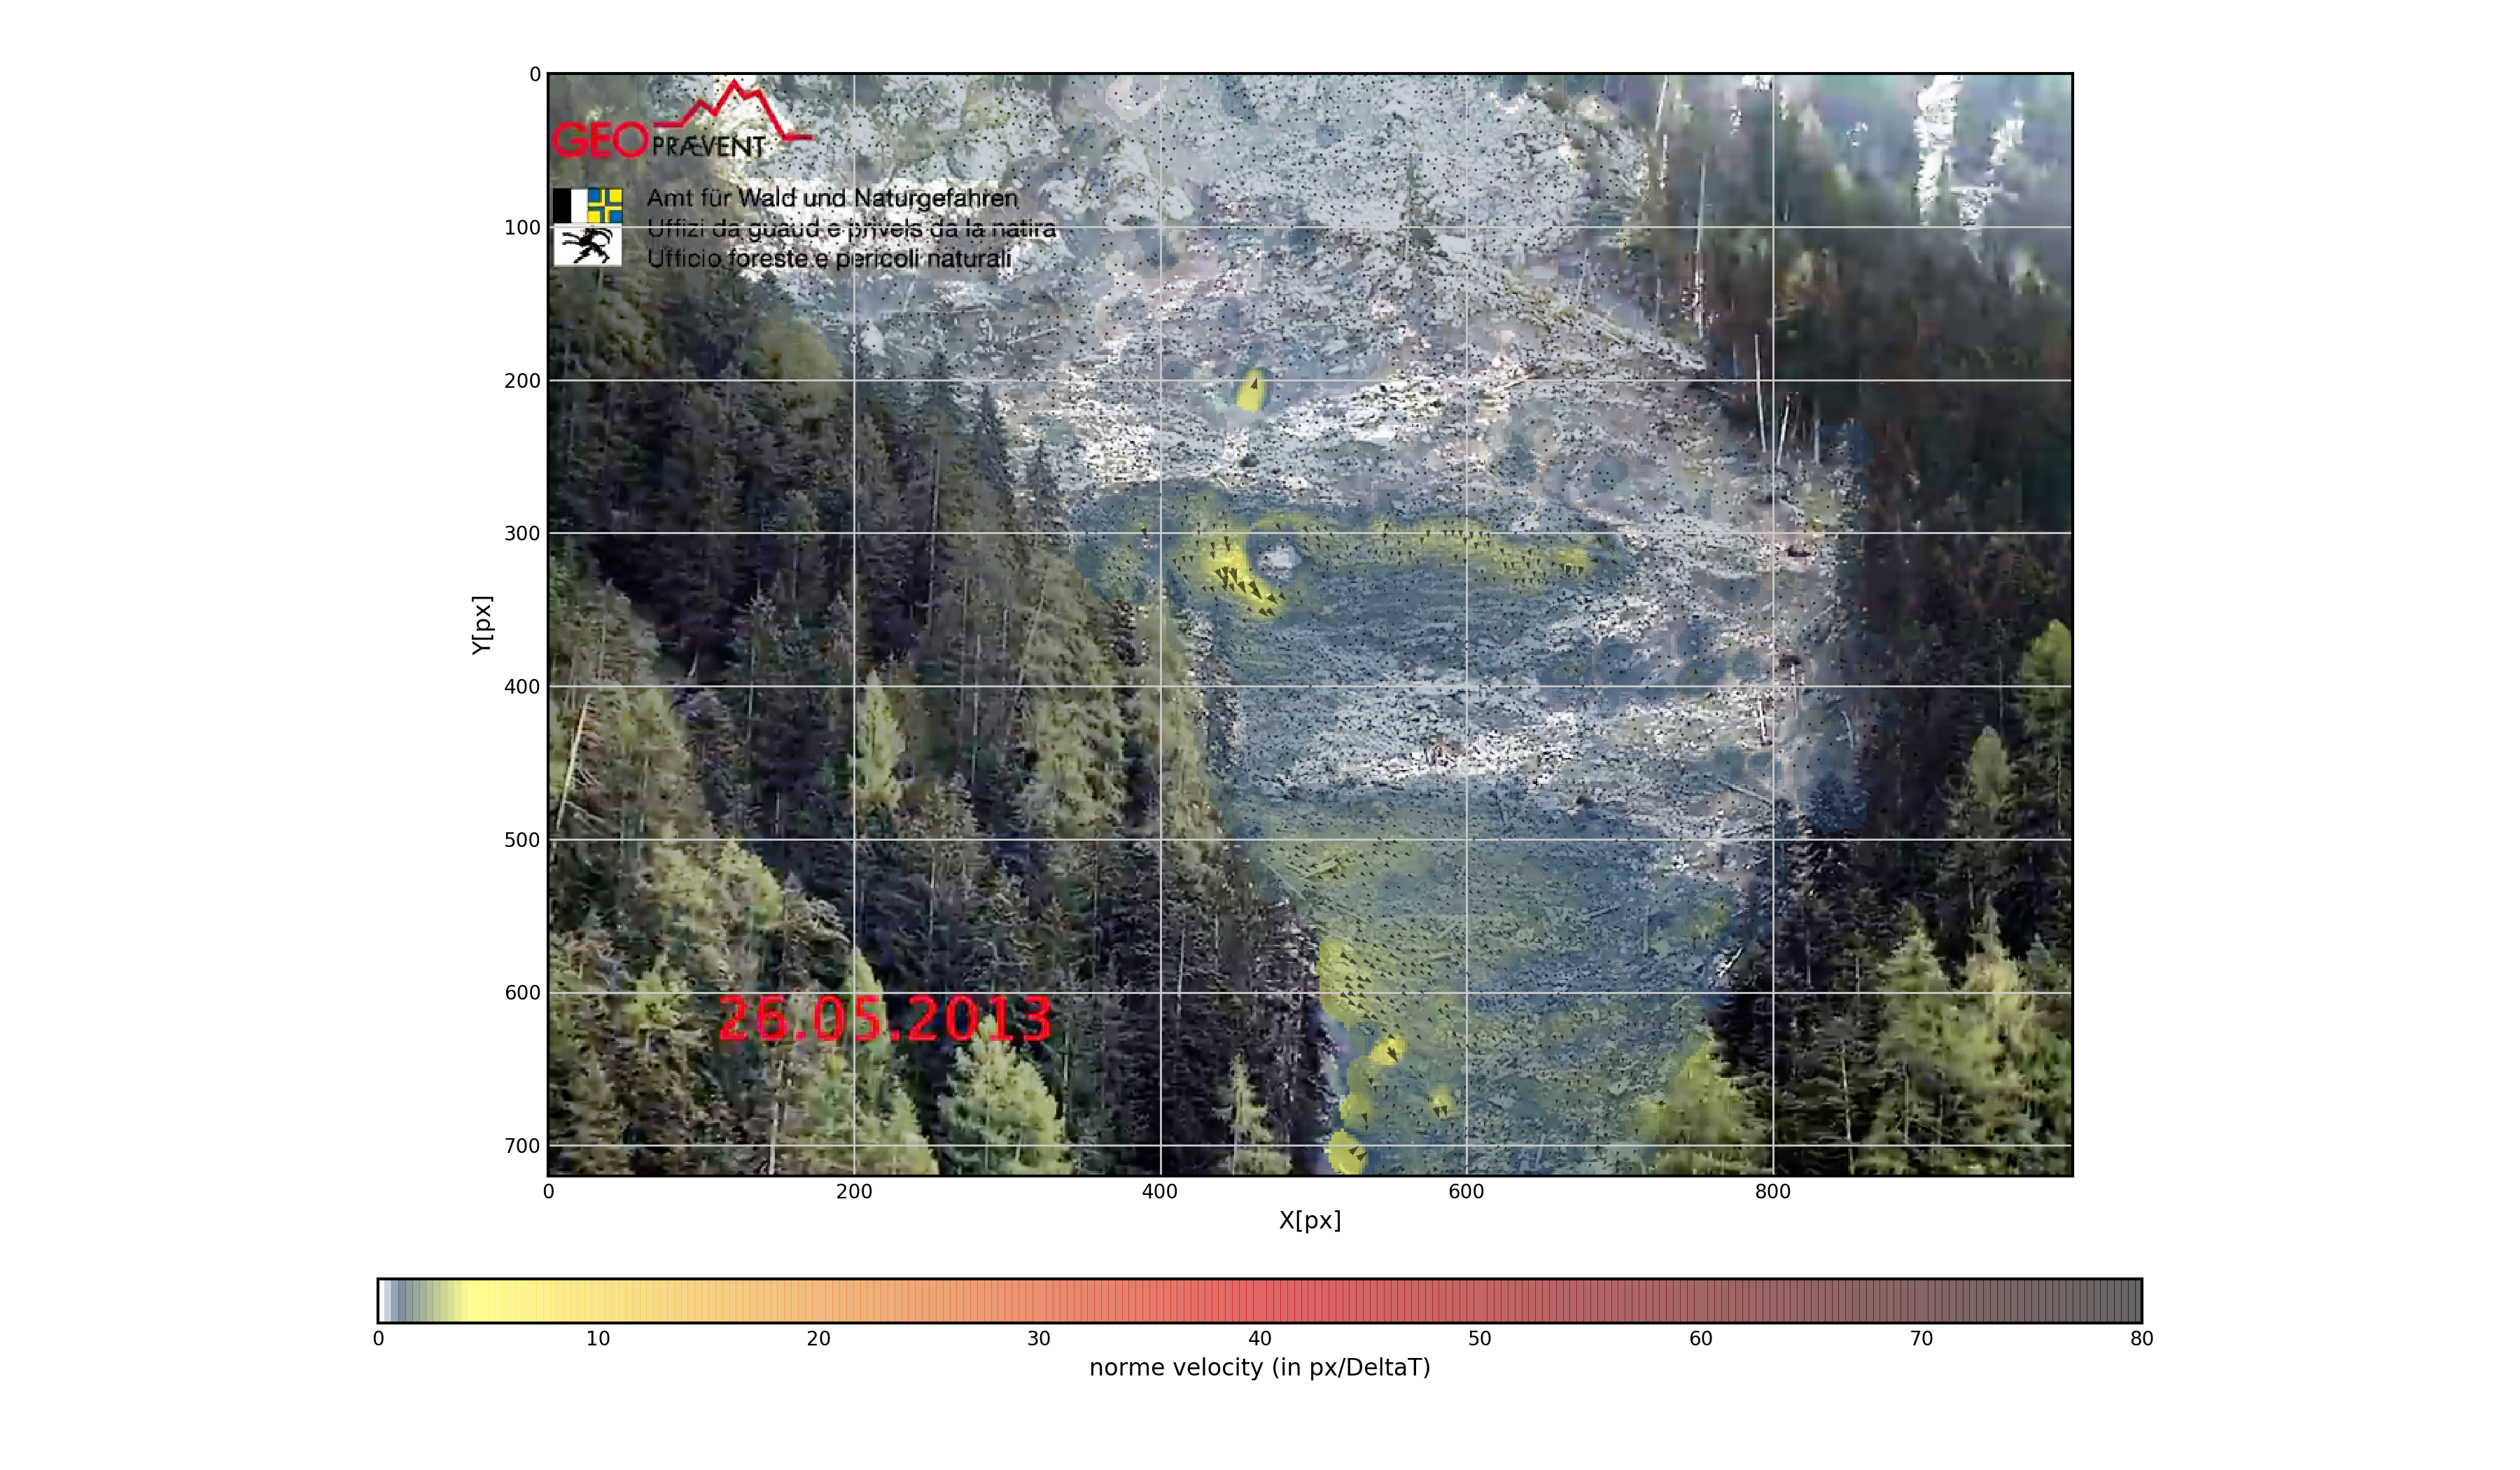 GEOPRÆVENT
Amt für Wald und Naturgefahren
Uffizi da guaud e privels da la natira
Ufficio foreste e pericoli naturali
26.05.2013
0
100
200
300
400
500
600
700
Y[px]
0 200 400 600 800
X[px]
0 10 20 30 40 50 60 70 80
norme velocity (in px/DeltaT)